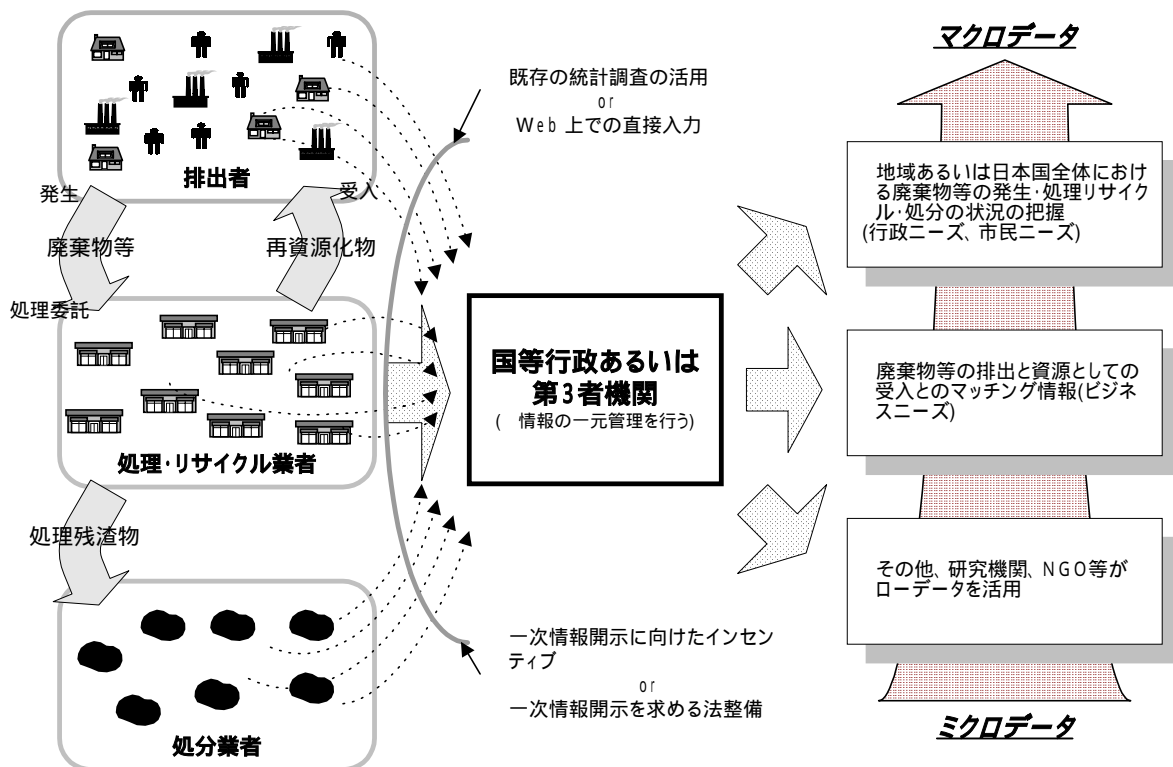 排出者
発生
受入
廃棄物等
再資源化物
処理委託
処理・リサイクル業者
処理残渣物
処分業者
既存の統計調査の活用
or
Web 上での直接入力
国等行政あるいは
第3者機関
( 情報の一元管理を行う)
一次情報開示に向けたインセン
ティブ
or
一次情報開示を求める法整備
マクロデータ
地域あるいは日本国全体におけ
る廃棄物等の発生・処理リサイク
ル・処分の状況の把握
(行政ニーズ、市民ニーズ)
廃棄物等の排出と資源としての
受入とのマッチング情報(ビジネ
スニーズ)
その他、研究機関、NGO等が
ローデータを活用
ミクロデータ